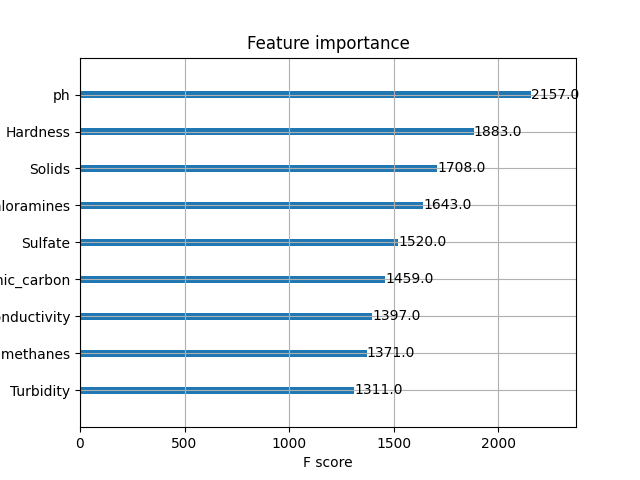 Feature importance
ph 2157.0
Hardness 1883.0
Solids 1708.0
loramines 1643.0
Sulfate 1520.0
nic_carbon 1459.0
nductivity 1397.0
methanes 1371.0
Turbidity 1311.0
0 500 1000 1500 2000
F score